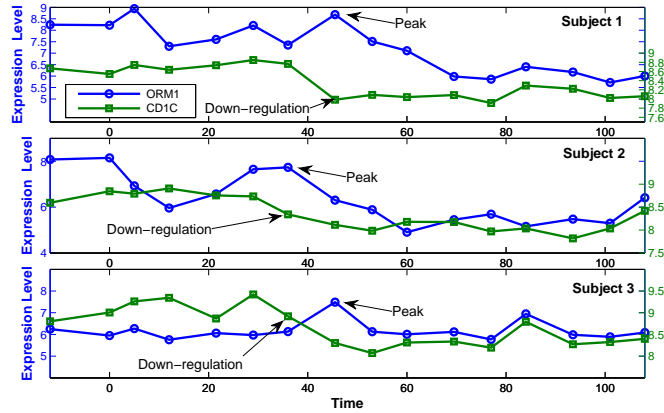 Subject 1
Expression Level
9
8.5
8
7.5
7
6.5
6
5.5
5
Peak
Down-regulation
ORM1
CD1C
9
8.8
8.6
8.4
8.2
8
7.8
7.6
0 20 40 60 80 100
Subject 2
Expression Level
8
6
4
Peak
Down-regulation
9
8.5
8
7.5
0 20 40 60 80 100
Subject 3
Expression Level
8
7
6
5
Peak
Down-regulation
9
8.5
8
0 20 40 60 80 100
Time